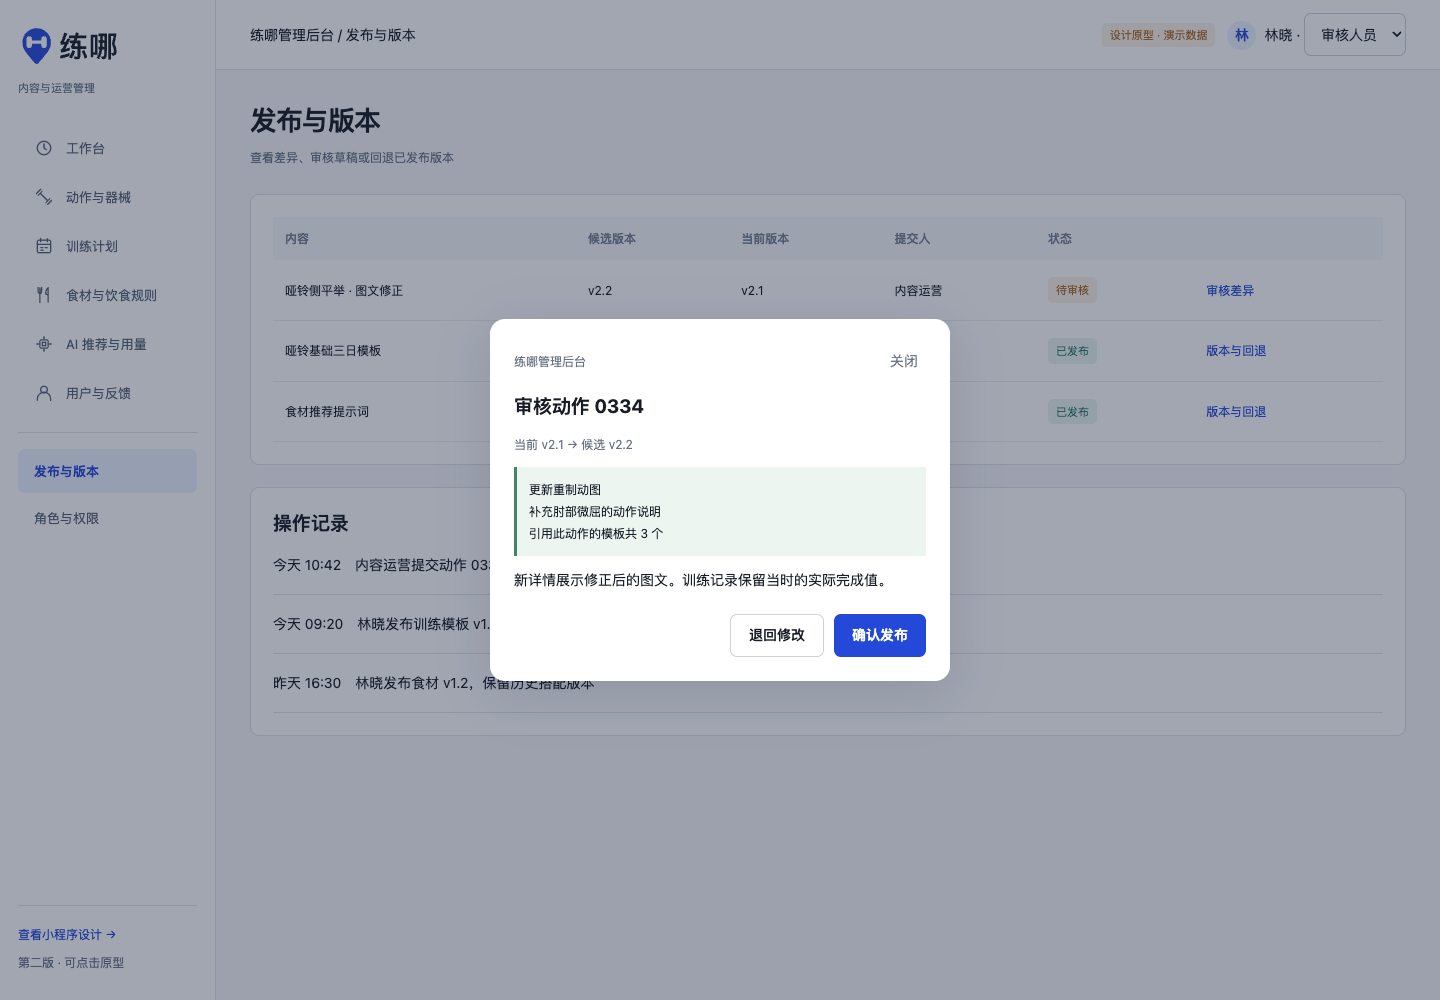 练哪
内容与运营管理
工作台
动作与器械
训练计划
食材与饮食规则
AI 推荐与用量
用户与反馈
发布与版本
角色与权限
查看小程序设计 →
第二版 · 可点击原型
练哪管理后台 / 发布与版本
设计原型 · 演示数据
林
林晓 ·
审核人员
发布与版本
查看差异、审核草稿或回退已发布版本
内容 候选版本 当前版本 提交人 状态
哑铃侧平举 · 图文修正 v2.2 v2.1 内容运营 待审核 审核差异
哑铃基础三日模板 已发布 版本与回退
食材推荐提示词 已发布 版本与回退
操作记录
今天 10:42 内容运营提交动作 03
今天 09:20 林晓发布训练模板 v1.
昨天 16:30 林晓发布食材 v1.2，保留历史搭配版本
练哪管理后台
关闭
审核动作 0334
当前 v2.1 → 候选 v2.2
更新重制动图
补充肘部微屈的动作说明
引用此动作的模板共 3 个
新详情展示修正后的图文。训练记录保留当时的实际完成值。
退回修改
确认发布